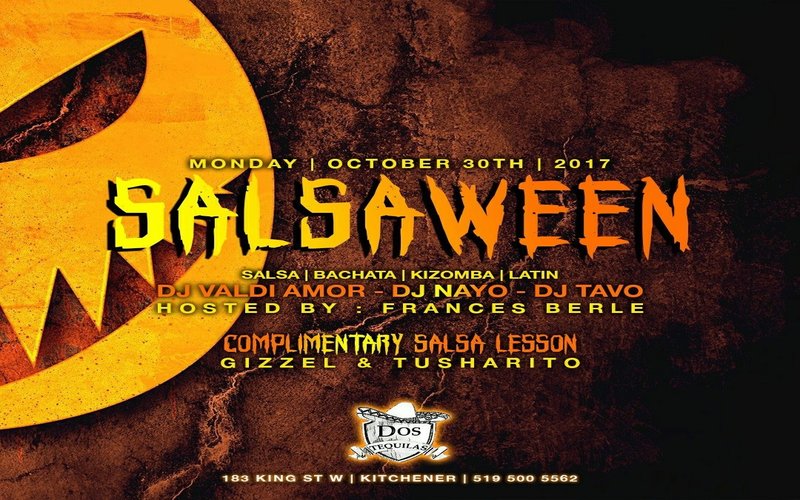 MONDAY | OCTOBER 30TH | 2017
SALSAWEEN
SALSA | BACHATA | KIZOMBA | LATIN
DJ VALDI AMOR - DJ NAYO - DJ TAVO
HOSTED BY : FRANCES BERLE
COMPLIMENTARY SALSA LESSON
GIZZEL & TUSHARITO
DOS
TEQUILAS
183 KING ST W | KITCHENER | 519 500 5562